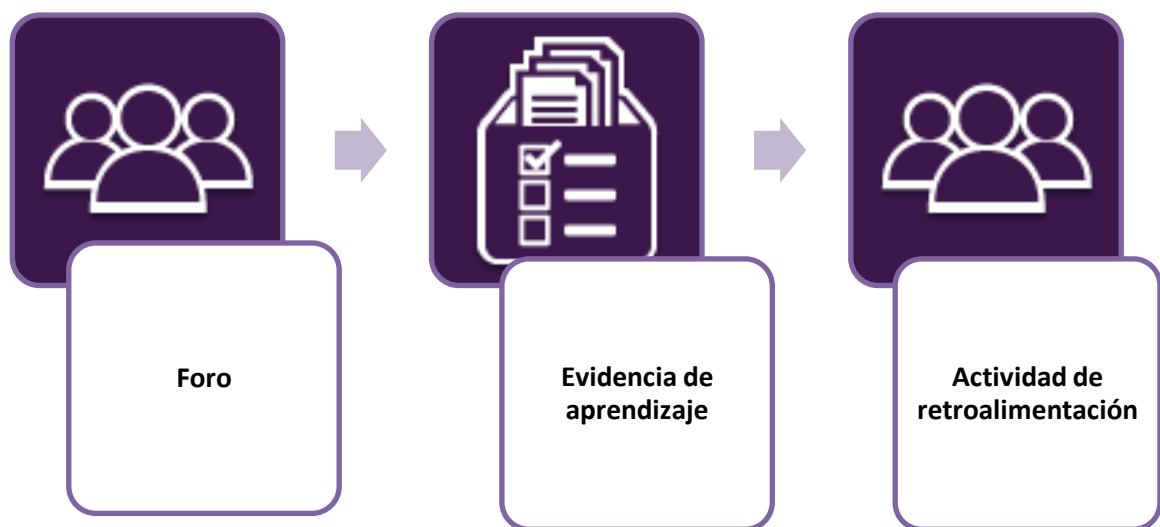 Foro
Evidencia de
aprendizaje
Actividad de
retroalimentación